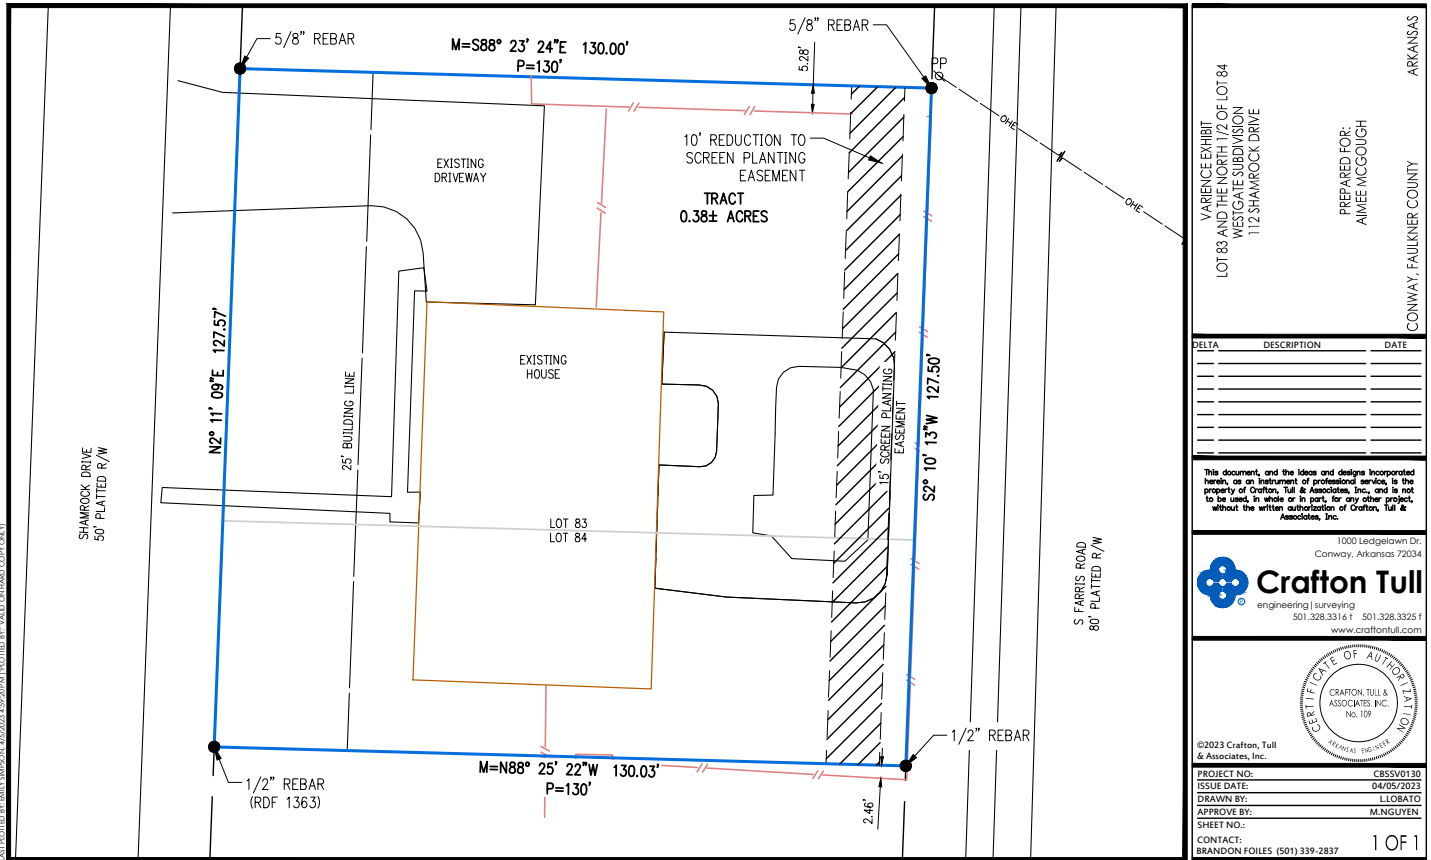 5/8" REBAR
M=S88° 23' 24"E 130.00'
P=130'
5/8" REBAR
5.28'
PP
OHE
OHE
10' REDUCTION TO
SCREEN PLANTING
EASEMENT
EXISTING
DRIVEWAY
TRACT
0.38± ACRES
N2° 11' 09"E 127.57'
25' BUILDING LINE
EXISTING
HOUSE
15' SCREEN PLANTING
EASEMENT
S2° 10' 13"W 127.50'
SHAMROCK DRIVE
50' PLATTED R/W
LOT 83
LOT 84
S FARRIS ROAD
80' PLATTED R/W
1/2" REBAR
M=N88° 25' 22"W 130.03'
P=130'
1/2" REBAR
(RDF 1363)
2.46'
VARIENCE EXHIBIT
LOT 83 AND THE NORTH 1/2 OF LOT 84
WESTGATE SUBDIVISION
112 SHAMROCK DRIVE
PREPARED FOR:
AIMEE MCGOUGH
CONWAY, FAULKNER COUNTY ARKANSAS
DELTA DESCRIPTION DATE
This document, and the ideas and designs incorporated
herein, as an instrument of professional service, is the
property of Crafton, Tull & Associates, Inc., and is not
to be used, in whole or in part, for any other project,
without the written authorization of Crafton, Tull &
Associates, Inc.
1000 Ledgelawn Dr.
Conway, Arkansas 72034
Crafton Tull
engineering | surveying
501.328.3316 t 501.328.3325 f
www.craftontull.com
CERTIFICATE OF AUTHORIZATION
CRAFTON, TULL &
ASSOCIATES, INC.
No. 109
ARKANSAS ENGINEER
©2023 Crafton, Tull
& Associates, Inc.
PROJECT NO: CBSSV0130
ISSUE DATE: 04/05/2023
DRAWN BY: L.LOBATO
APPROVE BY: M.NGUYEN
SHEET NO.:
CONTACT:
BRANDON FOILES (501) 339-2837
1 OF 1